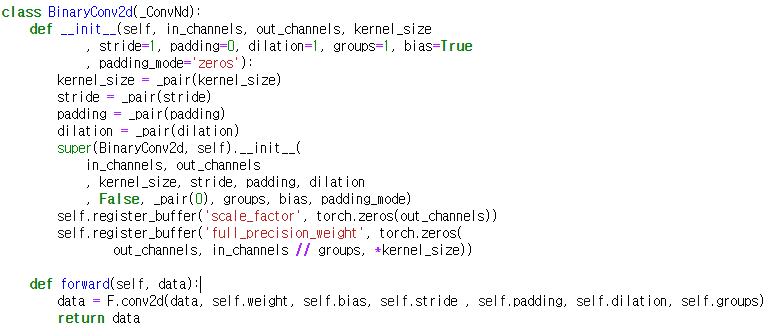 class BinaryConv2d(_ConvNd):
    def __init__(self, in_channels, out_channels, kernel_size
            , stride=1, padding=0, dilation=1, groups=1, bias=True
            , padding_mode='zeros'):
        kernel_size = _pair(kernel_size)
        stride = _pair(stride)
        padding = _pair(padding)
        dilation = _pair(dilation)
        super(BinaryConv2d, self).__init__(
            in_channels, out_channels
            , kernel_size, stride, padding, dilation
            , False, _pair(0), groups, bias, padding_mode)
        self.register_buffer('scale_factor', torch.zeros(out_channels))
        self.register_buffer('full_precision_weight', torch.zeros(
                out_channels, in_channels // groups, *kernel_size))
    def forward(self, data):
        data = F.conv2d(data, self.weight, self.bias, self.stride , self.padding, self.dilation, self.groups)
        return data